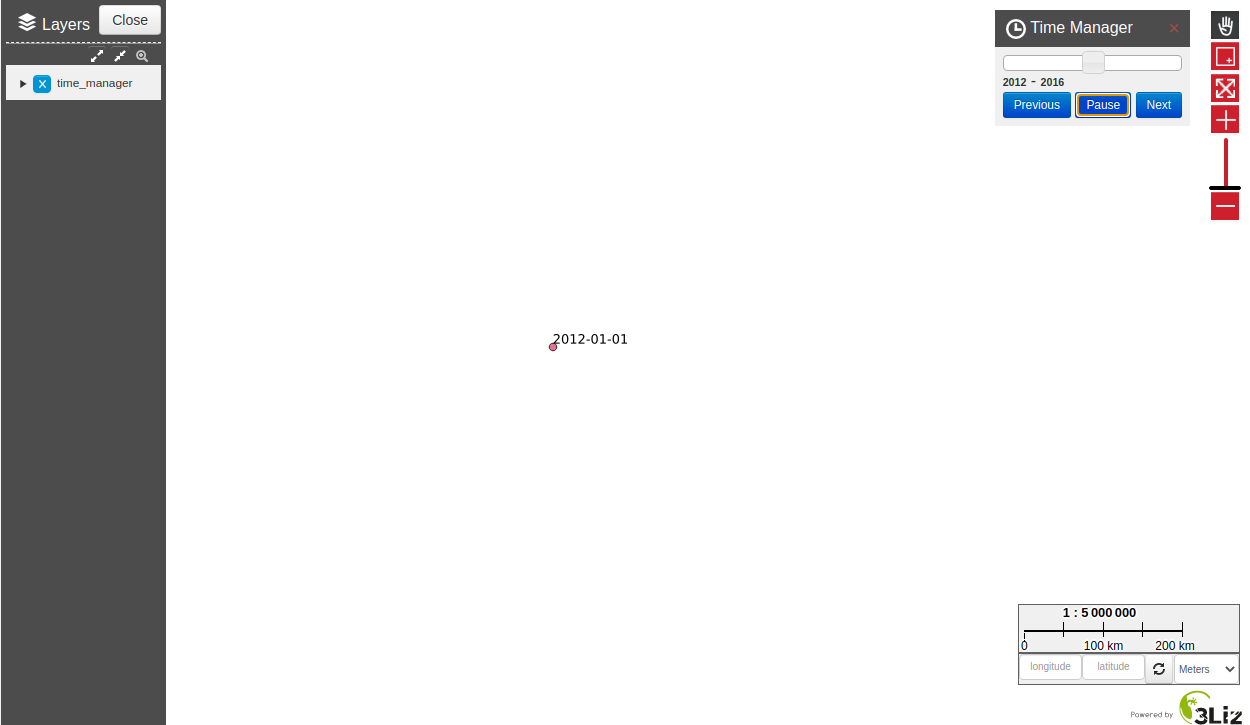 Layers
Close
X
time_manager
Time Manager
×
2012 - 2016
Previous
Pause
Next
2012-01-01
1 : 5 000 000
0
100 km
200 km
longitude
latitude
Meters
Powered by
3Liz